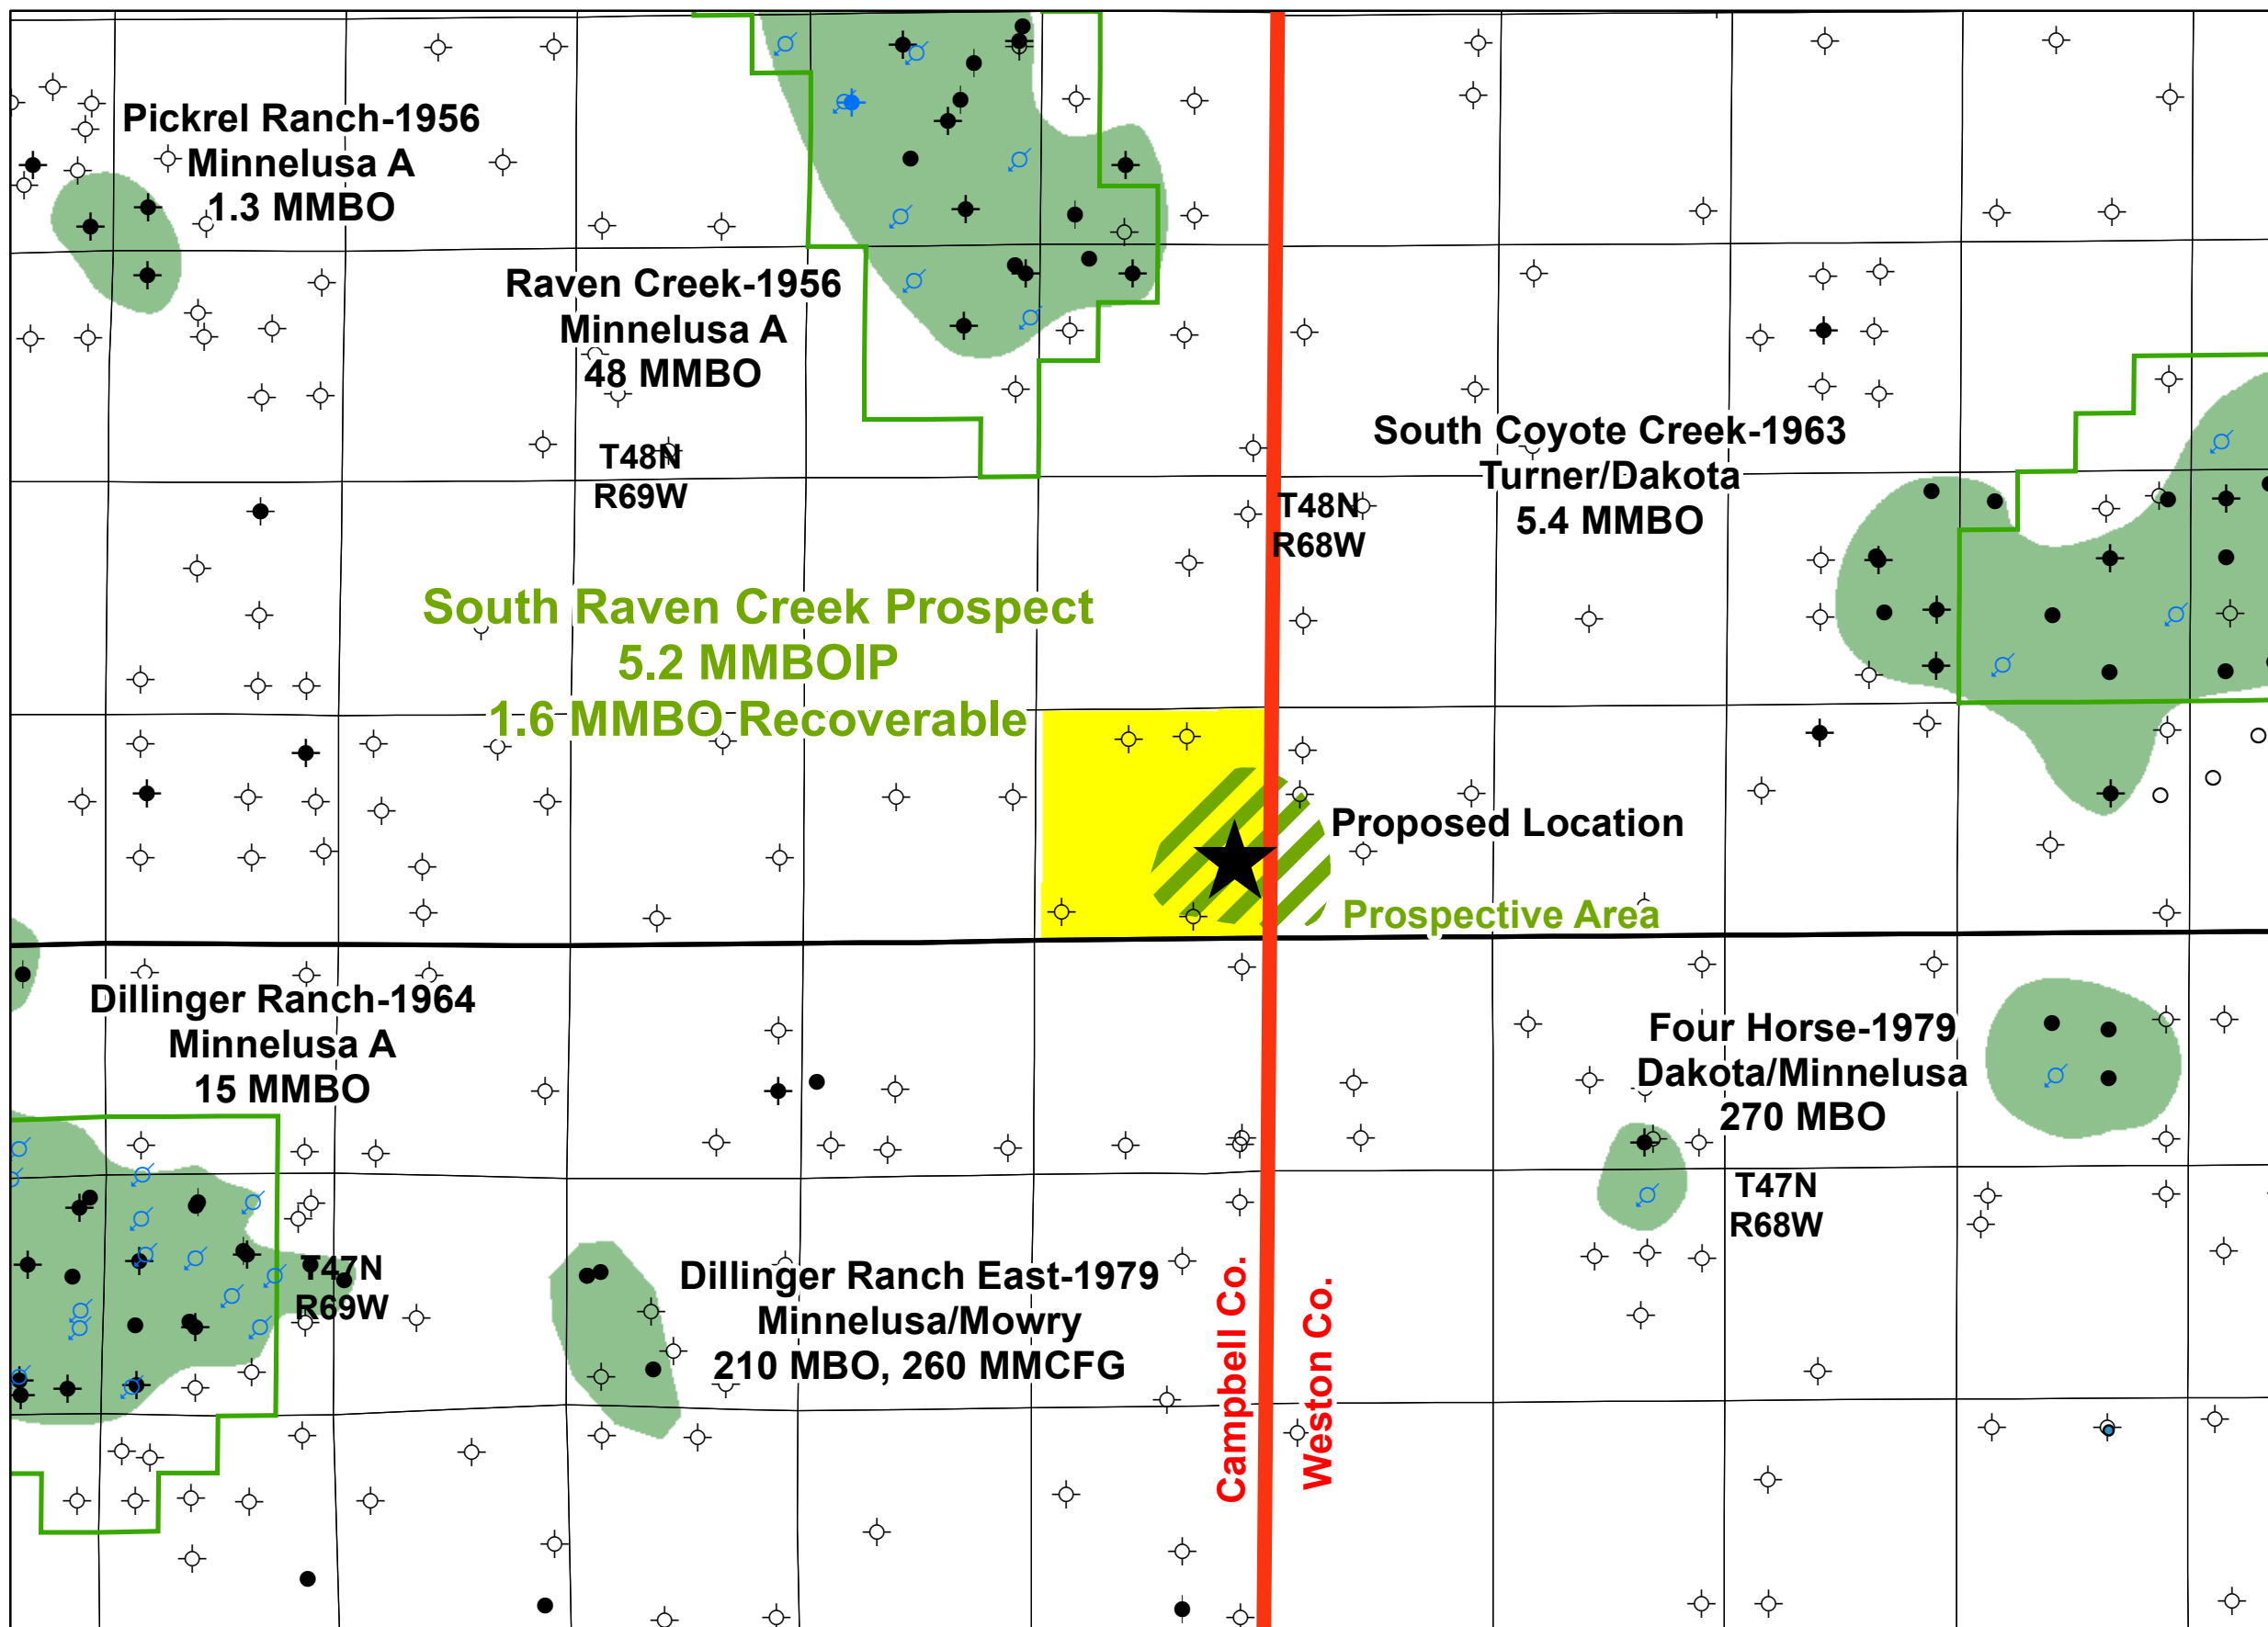 Pickrel Ranch-1956
Minnelusa A
1.3 MMBO
Raven Creek-1956
Minnelusa A
48 MMBO
T48N
R69W
South Coyote Creek-1963
Turner/Dakota
5.4 MMBO
T48N
R68W
South Raven Creek Prospect
5.2 MMBOIP
1.6 MMBO Recoverable
Proposed Location
Prospective Area
Dillinger Ranch-1964
Minnelusa A
15 MMBO
Four Horse-1979
Dakota/Minnelusa
270 MBO
T47N
R68W
T47N
R69W
Dillinger Ranch East-1979
Minnelusa/Mowry
210 MBO, 260 MMCFG
Campbell Co.
Weston Co.